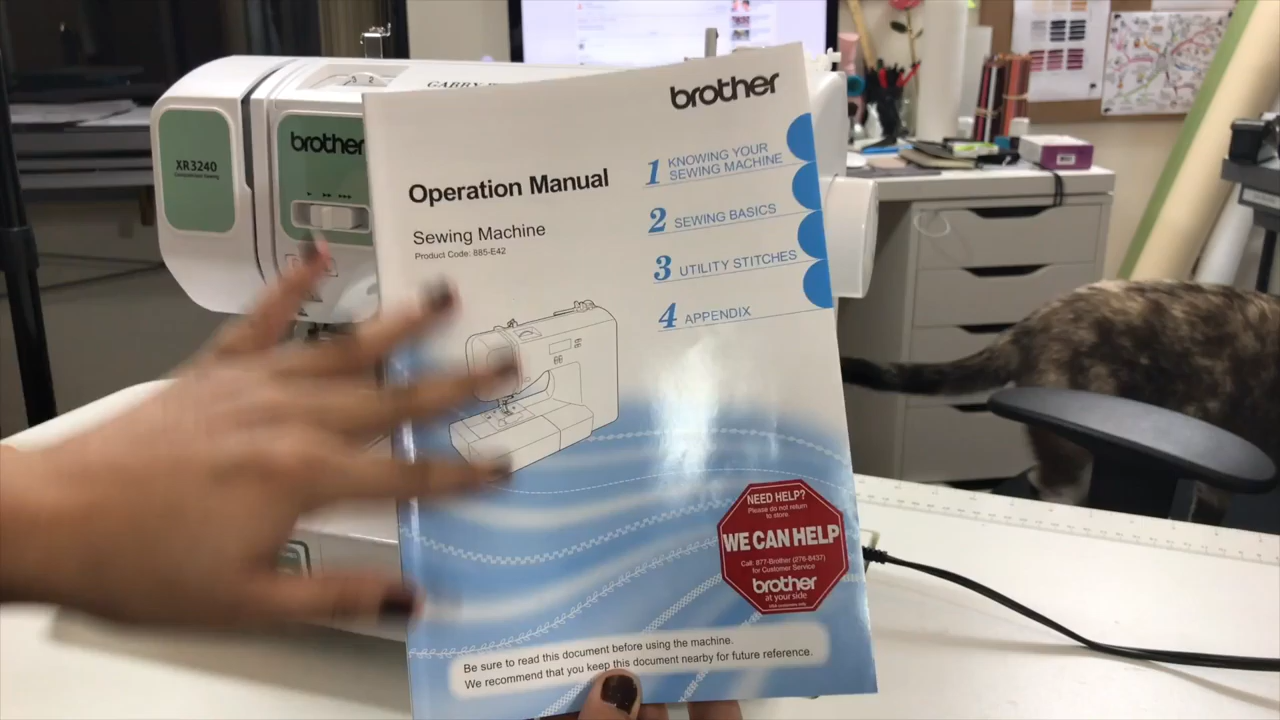 XR3240
brother
brother
Operation Manual
Sewing Machine
Product Code: 885-E42
1 KNOWING YOUR
SEWING MACHINE
2 SEWING BASICS
3 UTILITY STITCHES
4 APPENDIX
NEED HELP?
Please do not return
to store.
WE CAN HELP
Call: 877-Brother (276-8437)
for Customer Service
brother
at your side
USA customers only
Be sure to read this document before using the machine.
We recommend that you keep this document nearby for future reference.